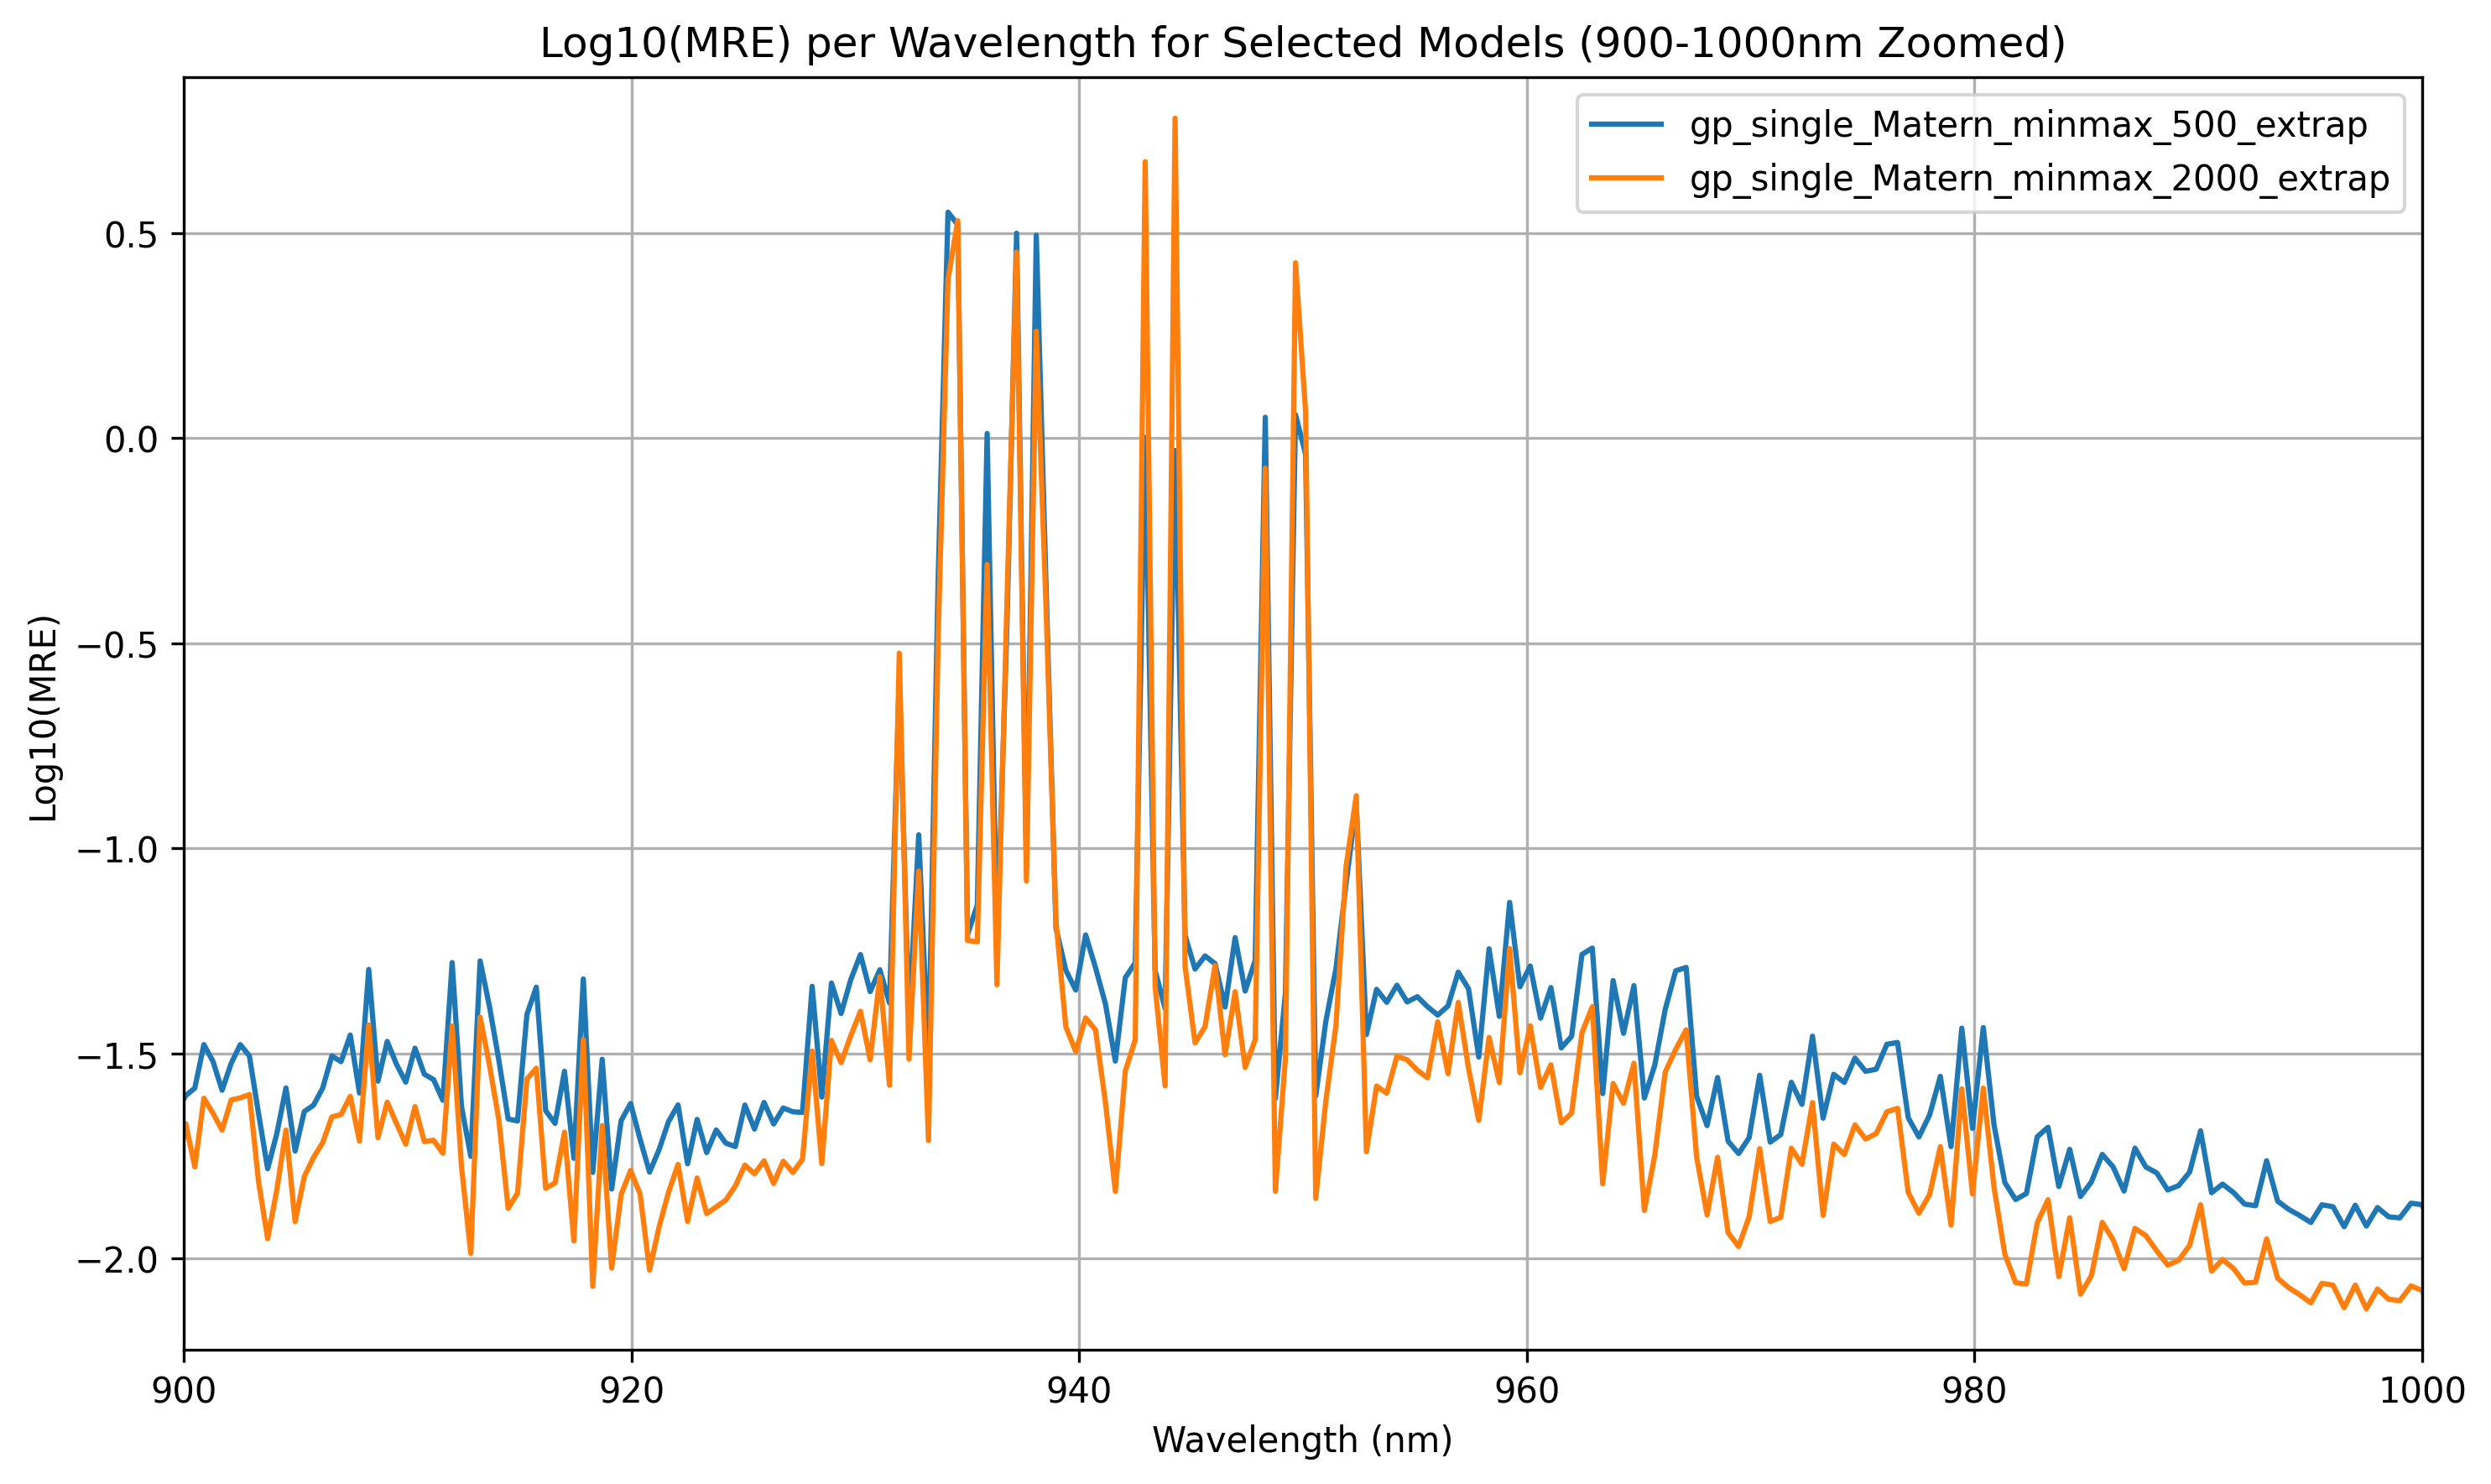 Log10(MRE) per Wavelength for Selected Models (900-1000nm Zoomed)
gp_single_Matern_minmax_500_extrap
gp_single_Matern_minmax_2000_extrap
Log10(MRE)
0.5
0.0
−0.5
−1.0
−1.5
−2.0
900 920 940 960 980 1000
Wavelength (nm)